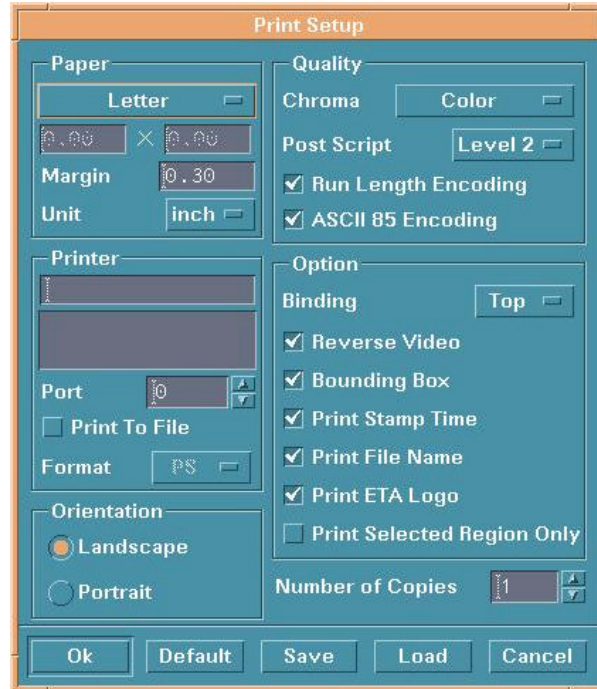 Print Setup
Paper
Letter
0.00 × 0.00
Margin 0.30
Unit inch
Printer
Port 0
Print To File
Format PS
Orientation
Landscape
Portrait
Quality
Chroma Color
Post Script Level 2
Run Length Encoding
ASCII 85 Encoding
Option
Binding Top
Reverse Video
Bounding Box
Print Stamp Time
Print File Name
Print ETA Logo
Print Selected Region Only
Number of Copies 1
Ok Default Save Load Cancel